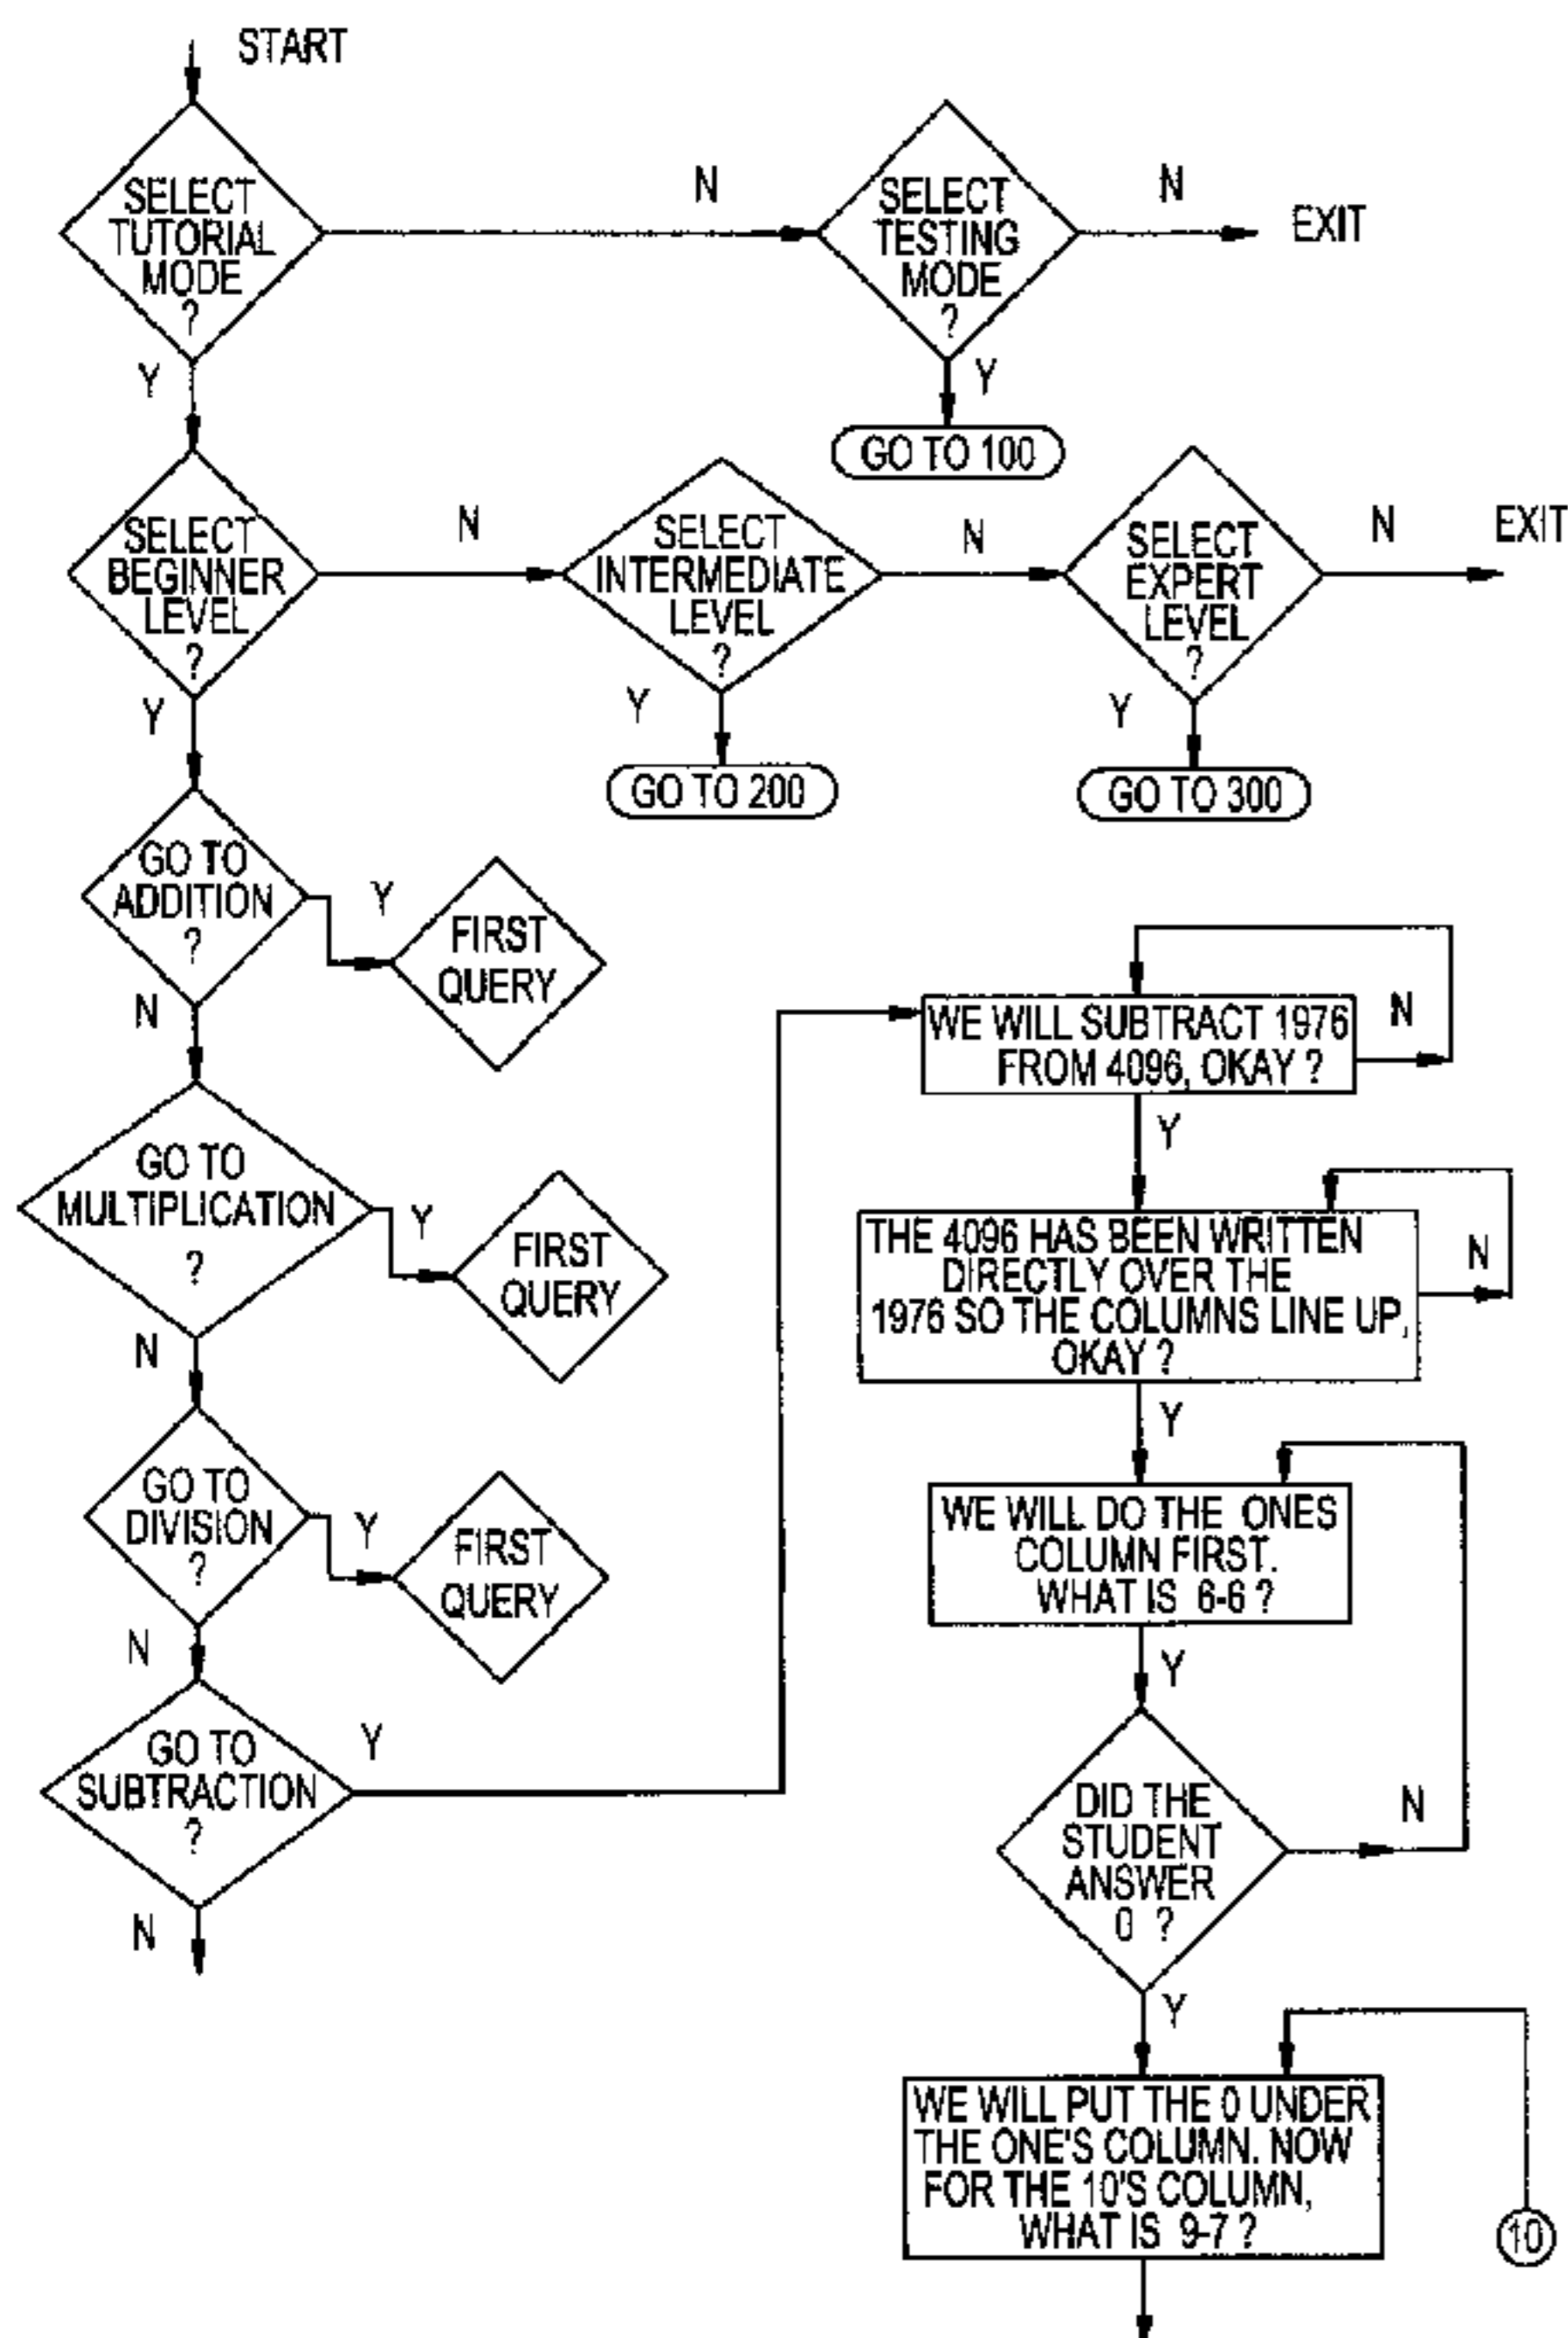 START
SELECT
TUTORIAL
MODE
?
N
SELECT
TESTING
MODE
?
N
EXIT
Y
Y
GO TO 100
SELECT
BEGINNER
LEVEL
?
N
SELECT
INTERMEDIATE
LEVEL
?
N
SELECT
EXPERT
LEVEL
?
N
EXIT
Y
Y
GO TO 200
Y
GO TO 300
GO TO
ADDITION
?
Y
FIRST
QUERY
N
GO TO
MULTIPLICATION
?
Y
FIRST
QUERY
N
GO TO
DIVISION
?
Y
FIRST
QUERY
N
GO TO
SUBTRACTION
?
Y
N
WE WILL SUBTRACT 1976
FROM 4096, OKAY ?
N
Y
THE 4096 HAS BEEN WRITTEN
DIRECTLY OVER THE
1976 SO THE COLUMNS LINE UP,
OKAY ?
N
Y
WE WILL DO THE ONES
COLUMN FIRST.
WHAT IS 6-6 ?
Y
DID THE
STUDENT
ANSWER
0 ?
N
Y
WE WILL PUT THE 0 UNDER
THE ONE'S COLUMN. NOW
FOR THE 10'S COLUMN,
WHAT IS 9-7 ?
10